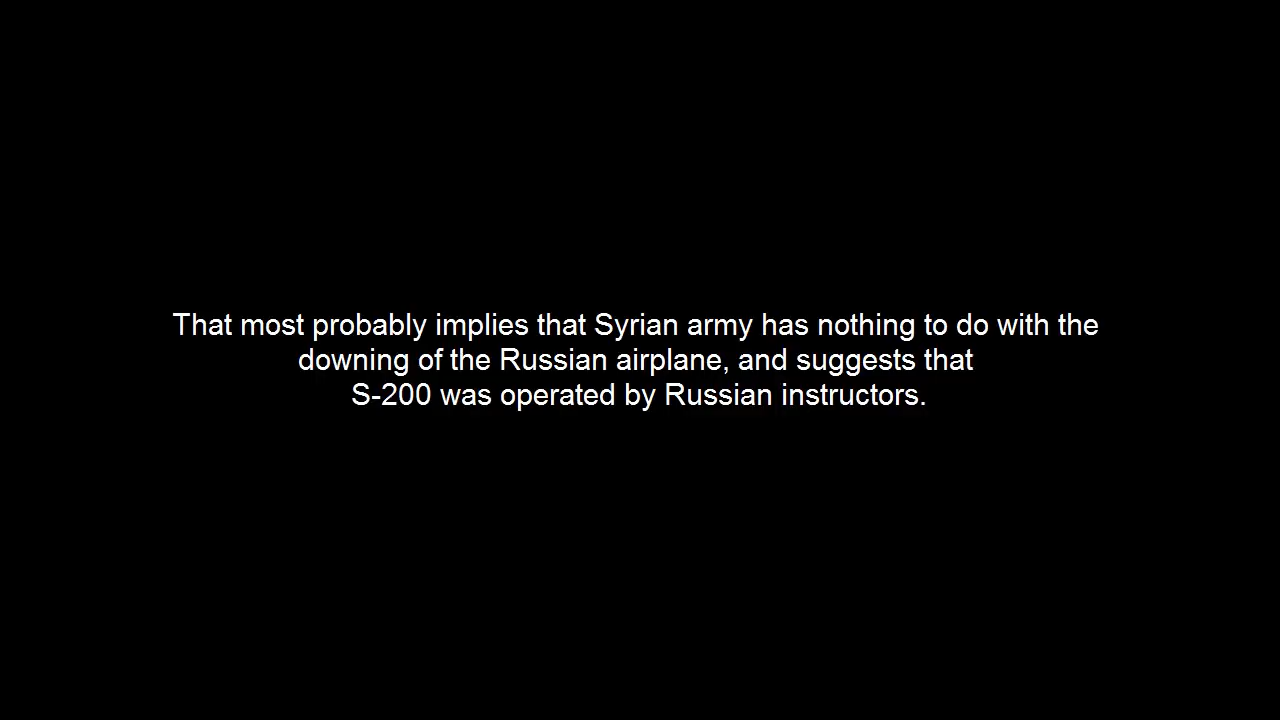 That most probably implies that Syrian army has nothing to do with the
downing of the Russian airplane, and suggests that
S-200 was operated by Russian instructors.